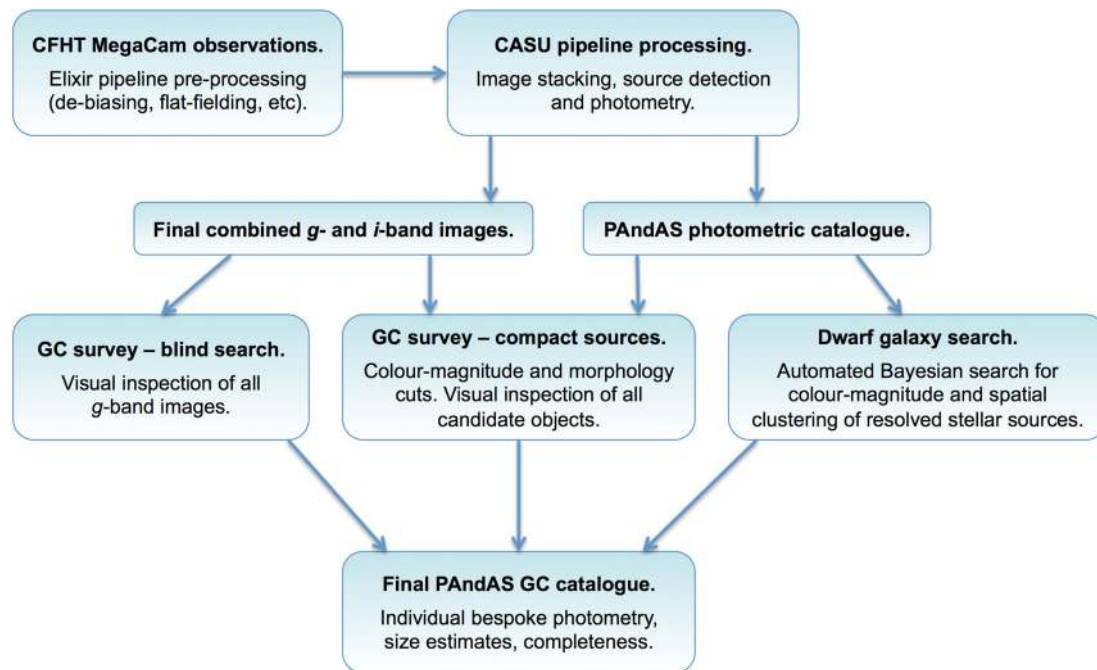 CFHT MegaCam observations.
Elixir pipeline pre-processing
(de-biasing, flat-fielding, etc).
CASU pipeline processing.
Image stacking, source detection
and photometry.
Final combined g- and i-band images.
PAndAS photometric catalogue.
GC survey – blind search.
Visual inspection of all
g-band images.
GC survey – compact sources.
Colour-magnitude and morphology
cuts. Visual inspection of all
candidate objects.
Dwarf galaxy search.
Automated Bayesian search for
colour-magnitude and spatial
clustering of resolved stellar sources.
Final PAndAS GC catalogue.
Individual bespoke photometry,
size estimates, completeness.